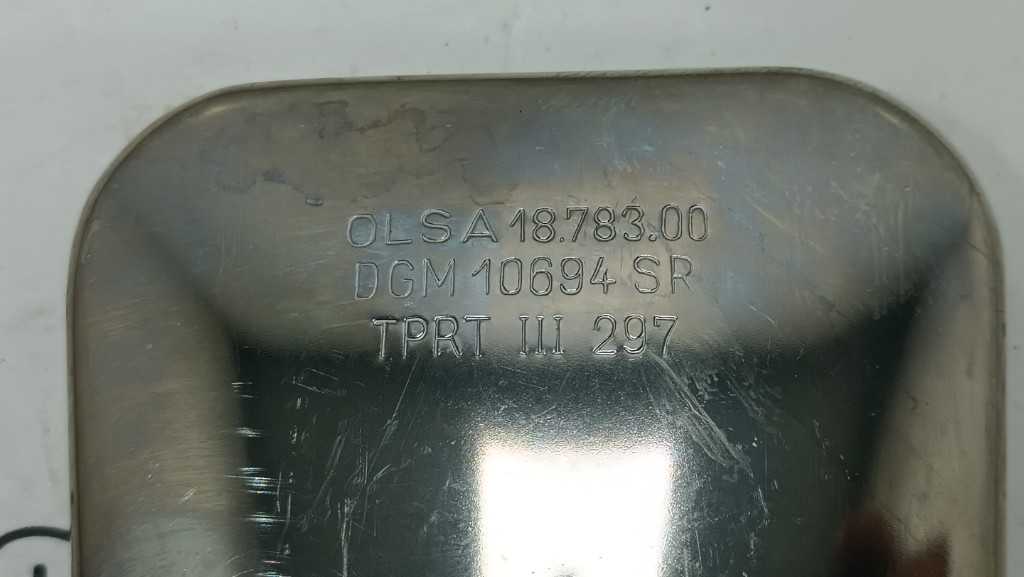 OLSA 18.783.00
DGM 10694 SR
TPRT III 297